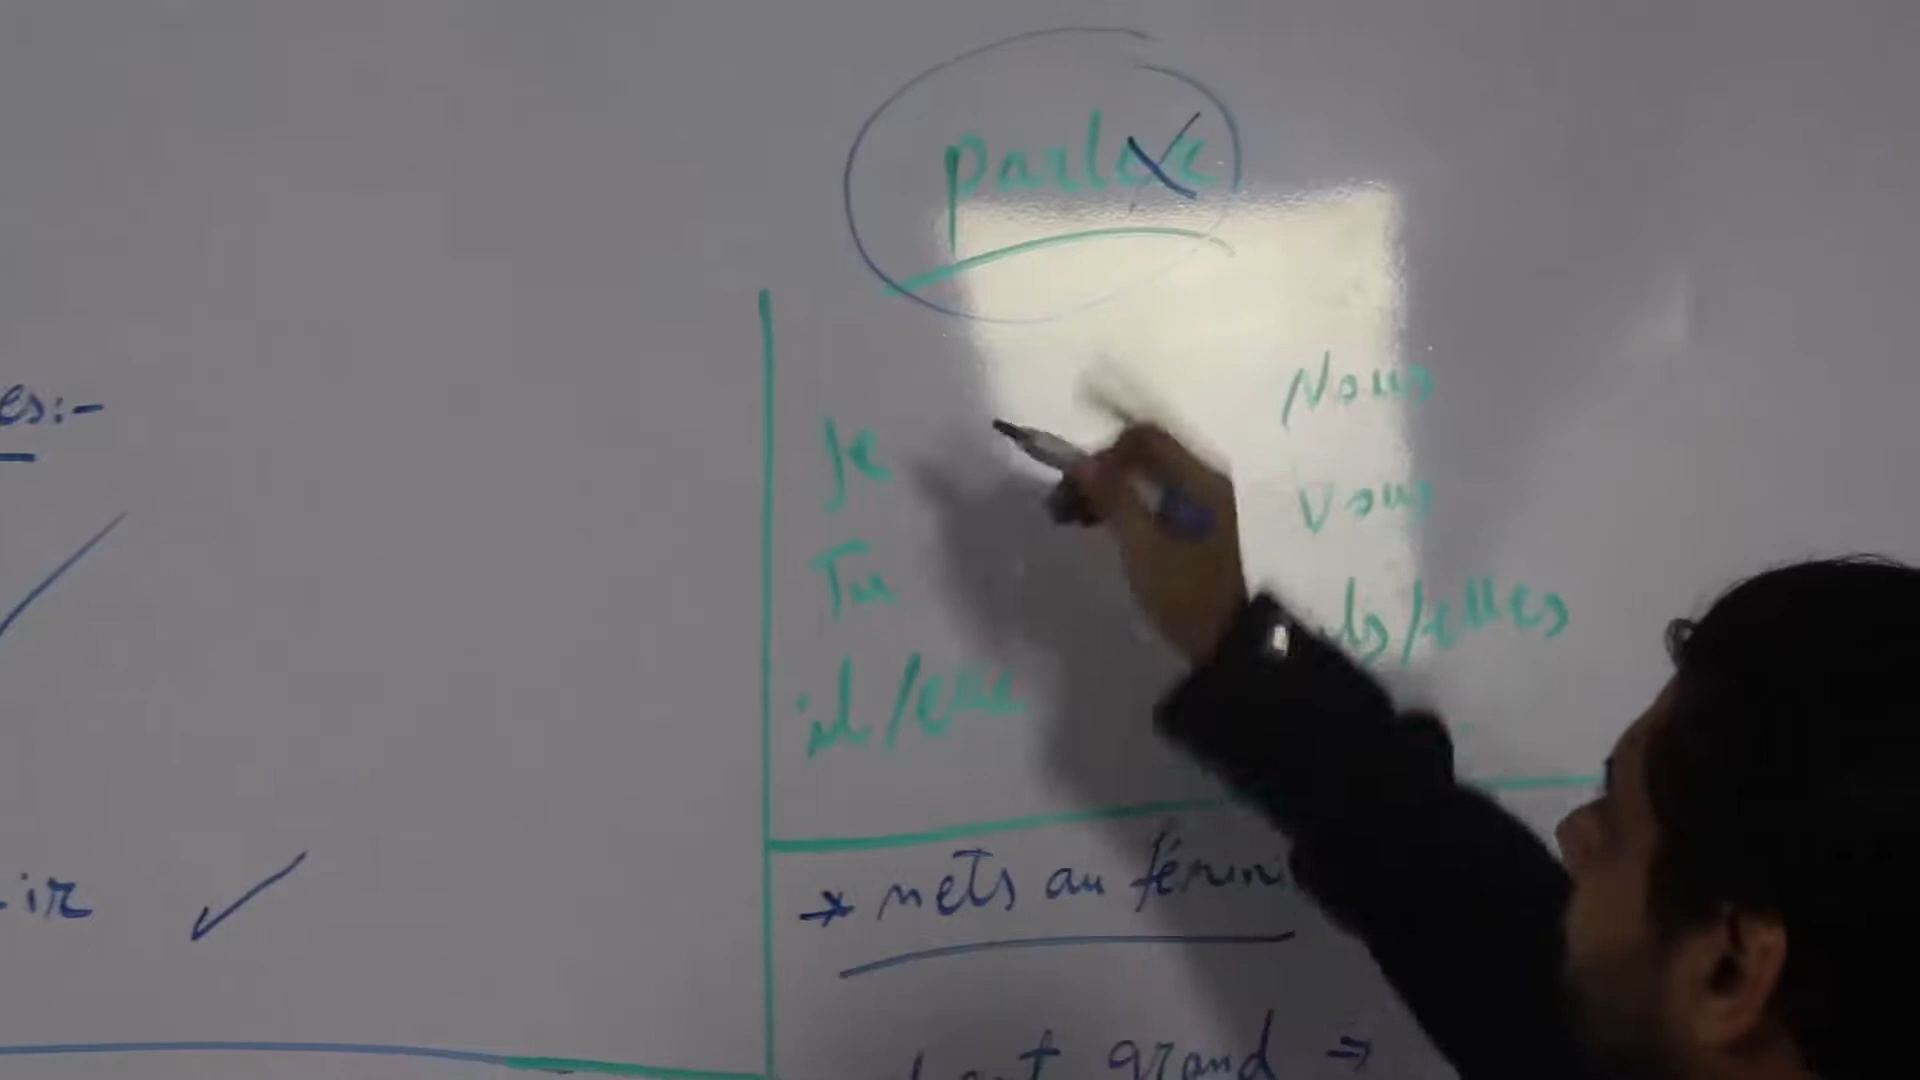 parler
es:-
Je
Nous
Tu
Vous
il/elle
ils/elles
-ir
→ mets au fémini
grand ⇒